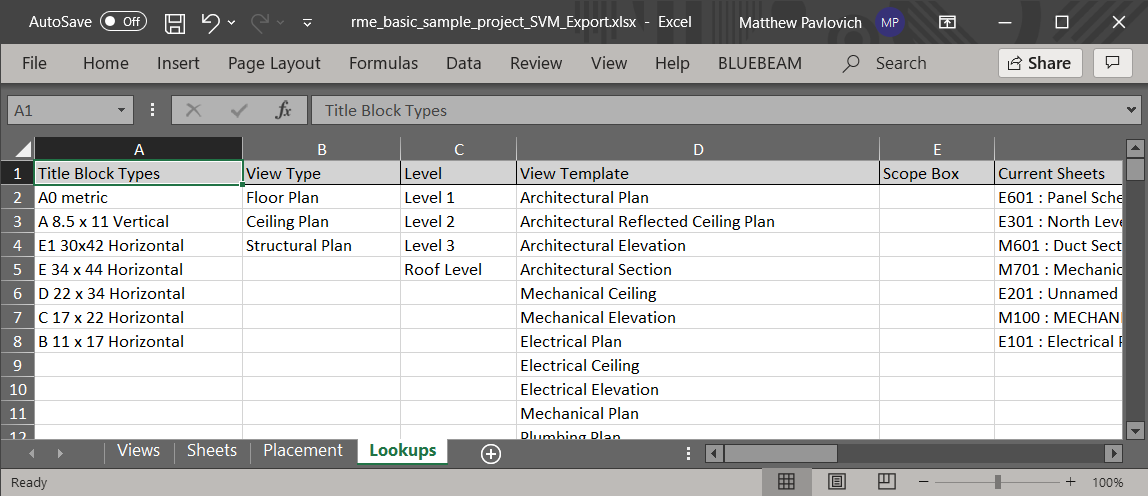 AutoSave Off rme_basic_sample_project_SVM_Export.xlsx - Excel Matthew Pavlovich MP
File Home Insert Page Layout Formulas Data Review View Help BLUEBEAM Search Share
A1 fx Title Block Types
A B C D E
1 Title Block Types View Type Level View Template Scope Box Current Sheets
2 A0 metric Floor Plan Level 1 Architectural Plan E601 : Panel Sche
3 A 8.5 x 11 Vertical Ceiling Plan Level 2 Architectural Reflected Ceiling Plan E301 : North Leve
4 E1 30x42 Horizontal Structural Plan Level 3 Architectural Elevation M601 : Duct Sect
5 E 34 x 44 Horizontal Roof Level Architectural Section M701 : Mechanic
6 D 22 x 34 Horizontal Mechanical Ceiling E201 : Unnamed
7 C 17 x 22 Horizontal Mechanical Elevation M100 : MECHANI
8 B 11 x 17 Horizontal Electrical Plan E101 : Electrical
9 Electrical Ceiling
10 Electrical Elevation
11 Mechanical Plan
12 Plumbing Plan
Views Sheets Placement Lookups
Ready 100%